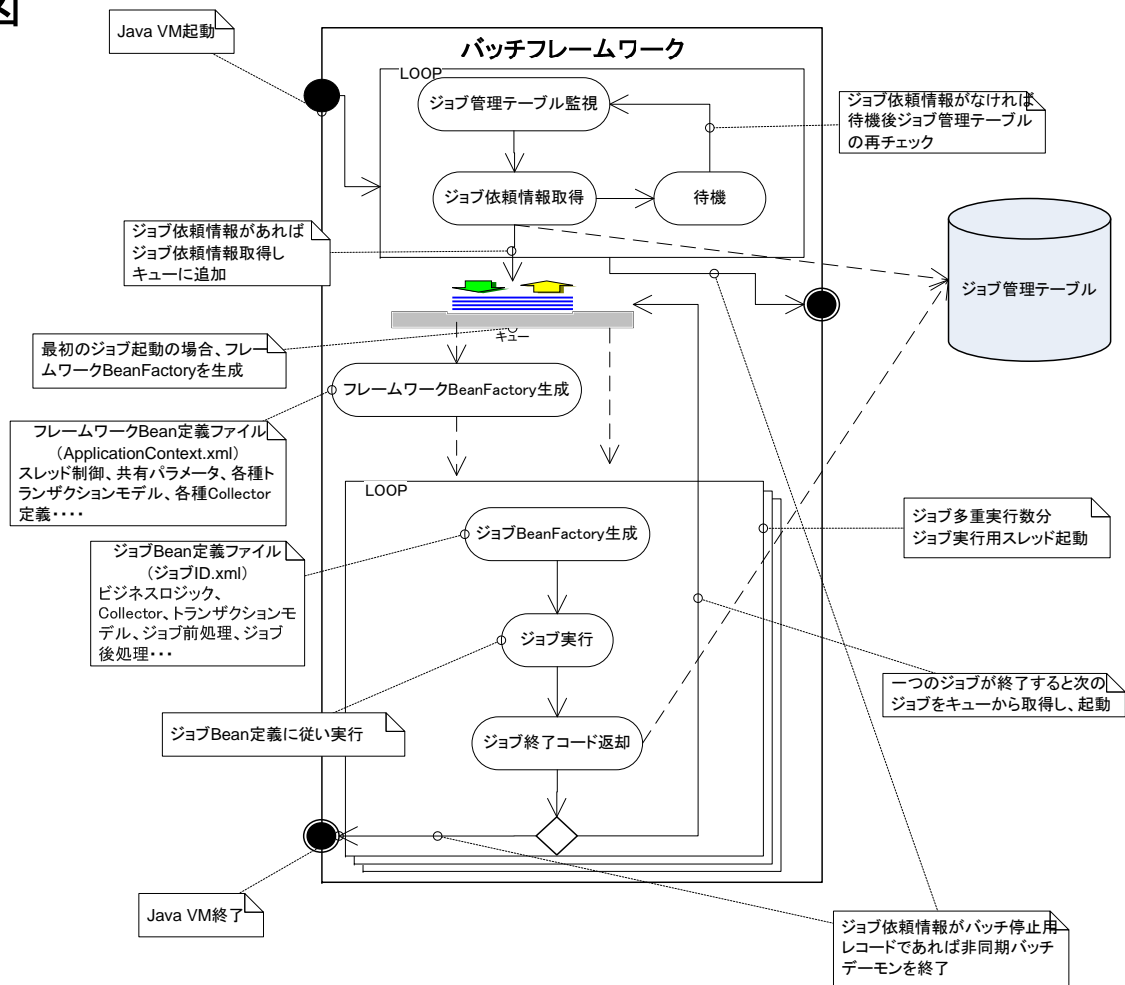 図
Java VM起動
バッチフレームワーク
LOOP
ジョブ管理テーブル監視
ジョブ依頼情報がなければ
待機後ジョブ管理テーブル
の再チェック
ジョブ依頼情報取得
待機
ジョブ依頼情報があれば
ジョブ依頼情報取得し
キューに追加
ジョブ管理テーブル
キュー
最初のジョブ起動の場合、フレー
ムワークBeanFactoryを生成
フレームワークBeanFactory生成
フレームワークBean定義ファイル
（ApplicationContext.xml）
スレッド制御、共有パラメータ、各種ト
ランザクションモデル、各種Collector
定義・・・・
LOOP
ジョブBeanFactory生成
ジョブ多重実行数分
ジョブ実行用スレッド起動
ジョブBean定義ファイル
（ジョブID.xml）
ビジネスロジック、
Collector、トランザクションモ
デル、ジョブ前処理、ジョブ
後処理・・・
ジョブ実行
一つのジョブが終了すると次の
ジョブをキューから取得し、起動
ジョブBean定義に従い実行
ジョブ終了コード返却
Java VM終了
ジョブ依頼情報がバッチ停止用
レコードであれば非同期バッチ
デーモンを終了